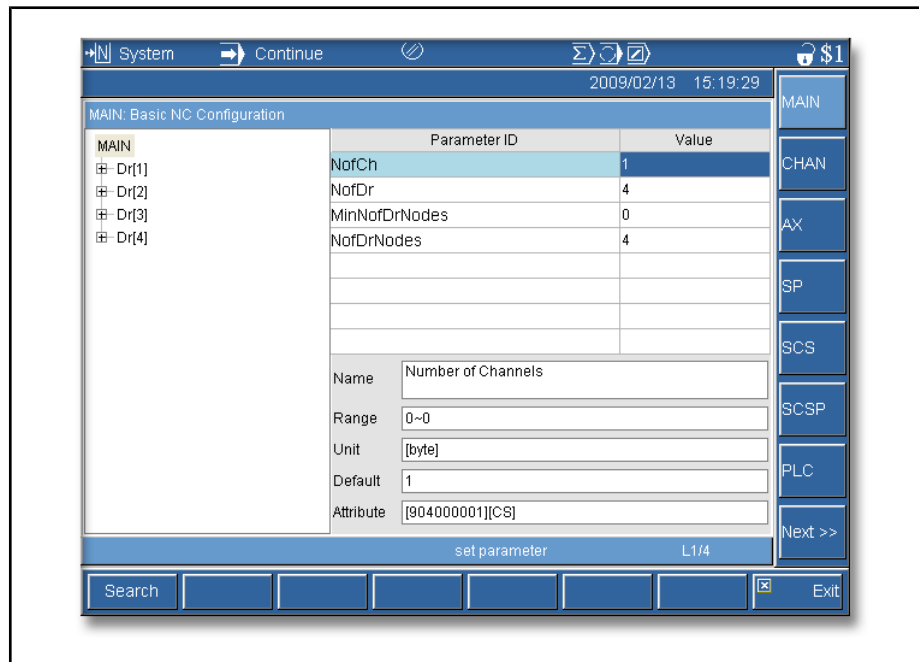 N System Continue $1
2009/02/13 15:19:29
MAIN: Basic NC Configuration
MAIN
Dr[1]
Dr[2]
Dr[3]
Dr[4]
Parameter ID Value
NofCh 1
NofDr 4
MinNofDrNodes 0
NofDrNodes 4
Name Number of Channels
Range 0~0
Unit [byte]
Default 1
Attribute [904000001][CS]
set parameter L1/4
MAIN
CHAN
AX
SP
SCS
SCSP
PLC
Next >>
Search Exit